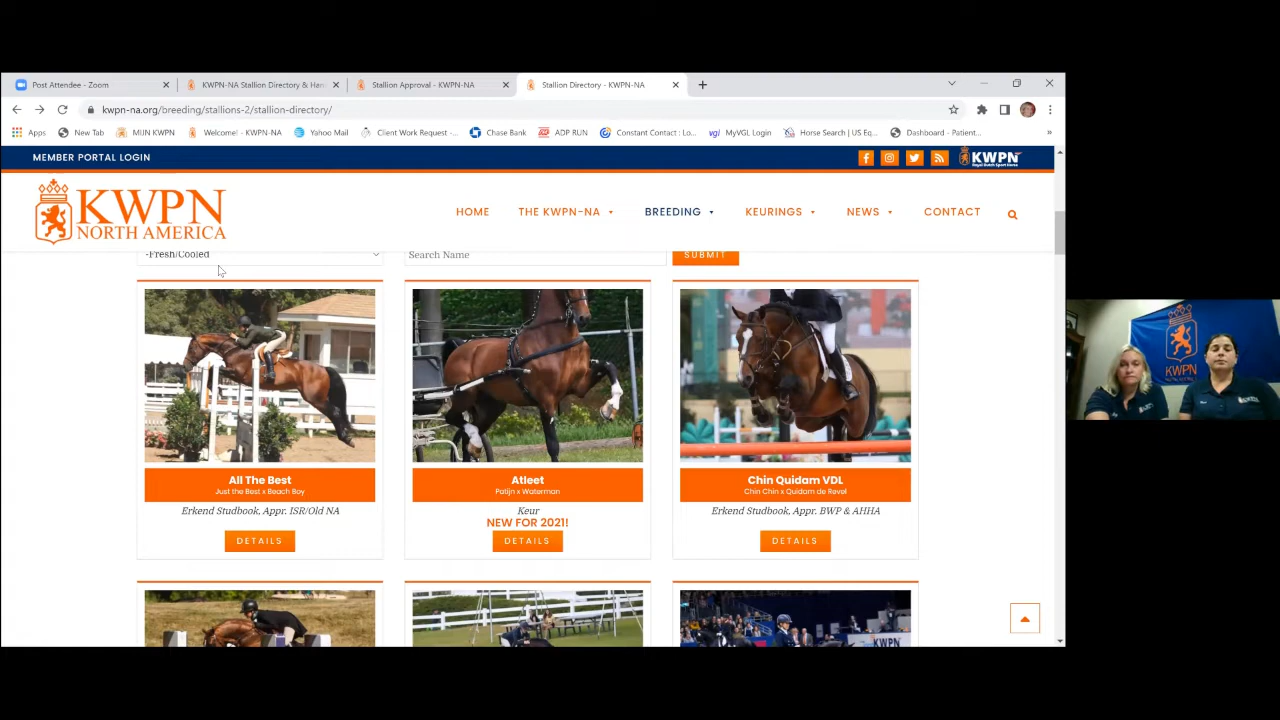 Post Attendee - Zoom
KWPN-NA Stallion Directory & Han
Stallion Approval - KWPN-NA
Stallion Directory - KWPN-NA
kwpn-na.org/breeding/stallions-2/stallion-directory/
Apps
New Tab
MIJN KWPN
Welcome! - KWPN-NA
Yahoo Mail
Client Work Request -...
Chase Bank
ADP RUN
Constant Contact : Lo...
vgl MyVGL Login
Horse Search | US Eq...
Dashboard - Patient...
MEMBER PORTAL LOGIN
KWPN
KWPN
NORTH AMERICA
HOME
THE KWPN-NA
BREEDING
KEURINGS
NEWS
CONTACT
-Fresh/Cooled
Search Name
SUBMIT
All The Best
Just the Best x Beach Boy
Erkend Studbook, Appr. ISR/Old NA
DETAILS
Atleet
Patijn x Waterman
Keur
NEW FOR 2021!
DETAILS
Chin Quidam VDL
Chin Chin x Quidam de Revel
Erkend Studbook, Appr. BWP & AHHA
DETAILS
KWPN
KWPN